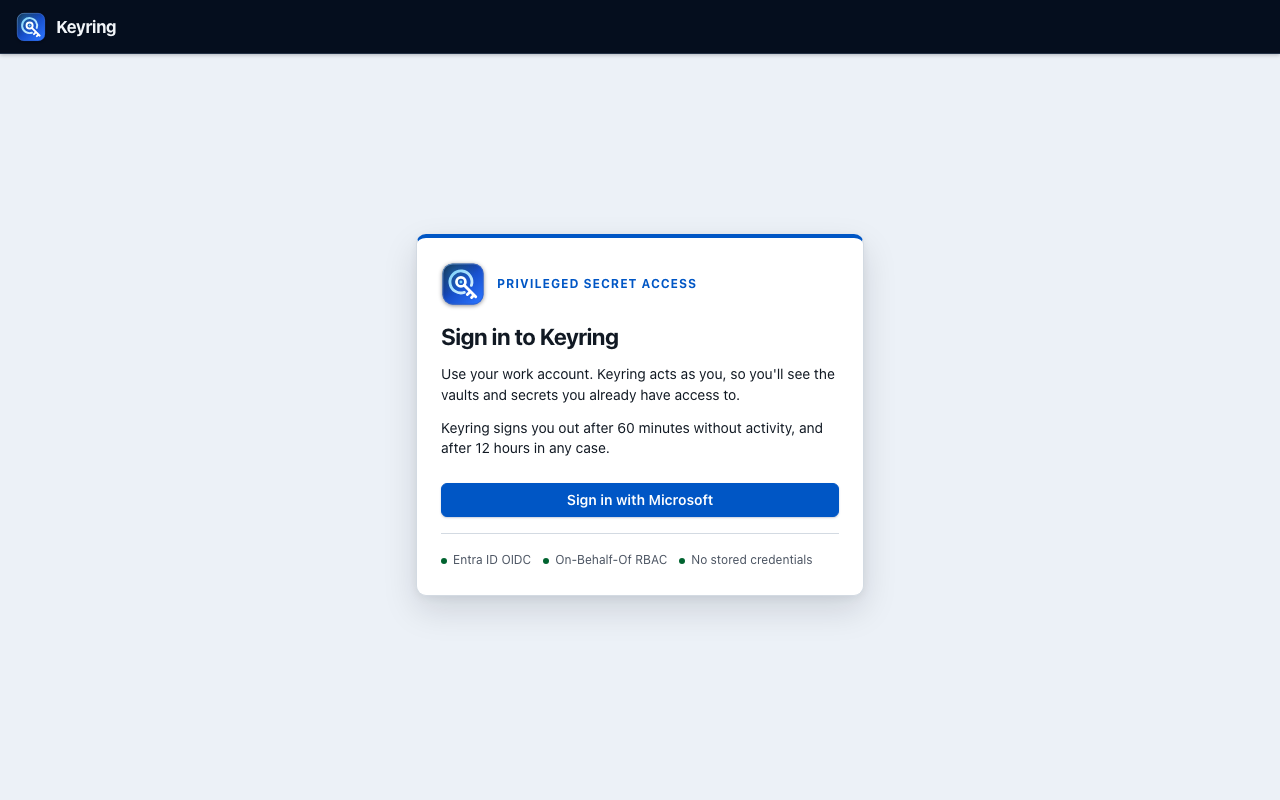 Keyring
PRIVILEGED SECRET ACCESS
Sign in to Keyring
Use your work account. Keyring acts as you, so you'll see the
vaults and secrets you already have access to.
Keyring signs you out after 60 minutes without activity, and
after 12 hours in any case.
Sign in with Microsoft
Entra ID OIDC
On-Behalf-Of RBAC
No stored credentials